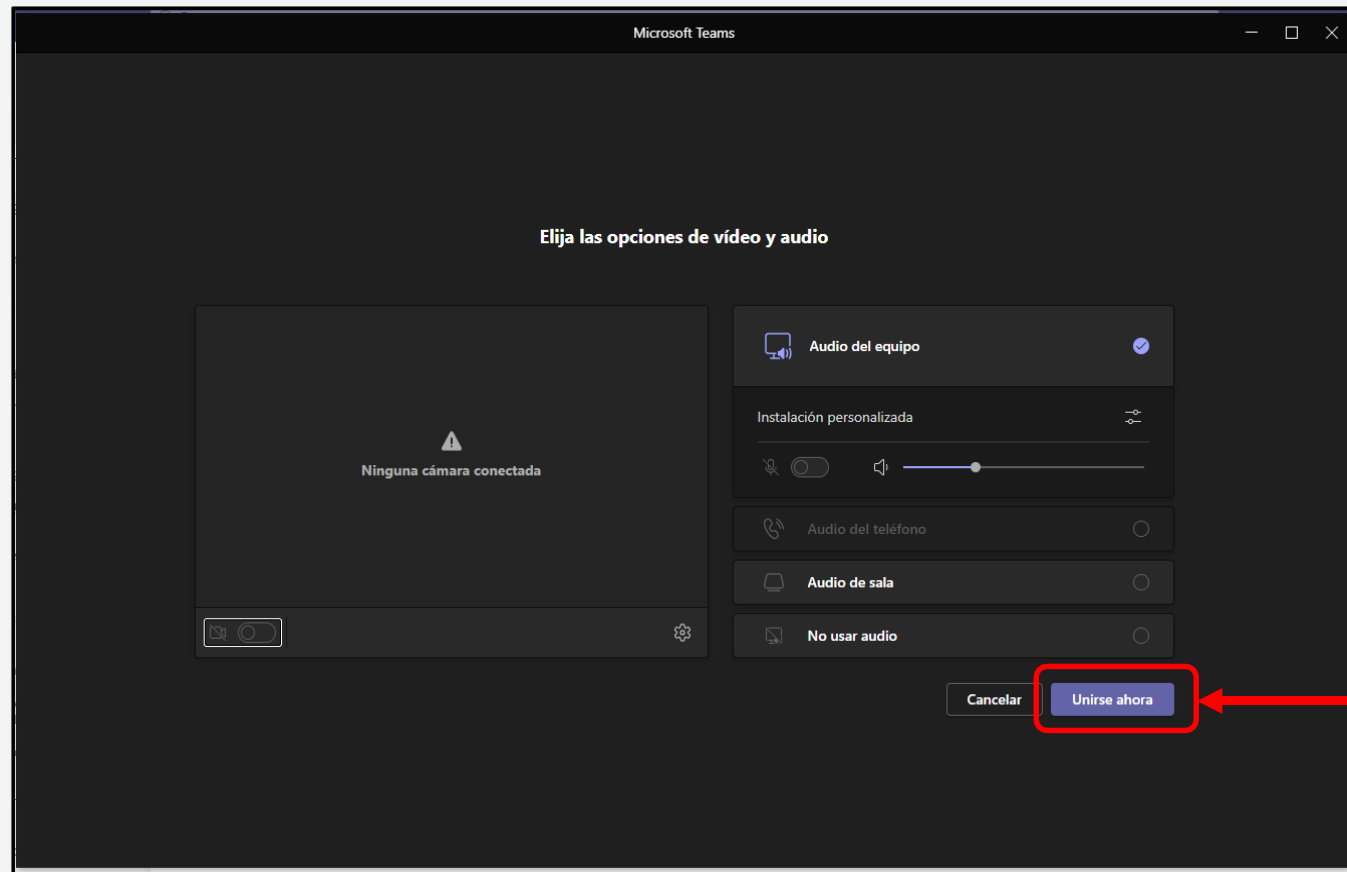 Microsoft Teams
Elija las opciones de vídeo y audio
Ninguna cámara conectada
Audio del equipo
Instalación personalizada
Audio del teléfono
Audio de sala
No usar audio
Cancelar
Unirse ahora